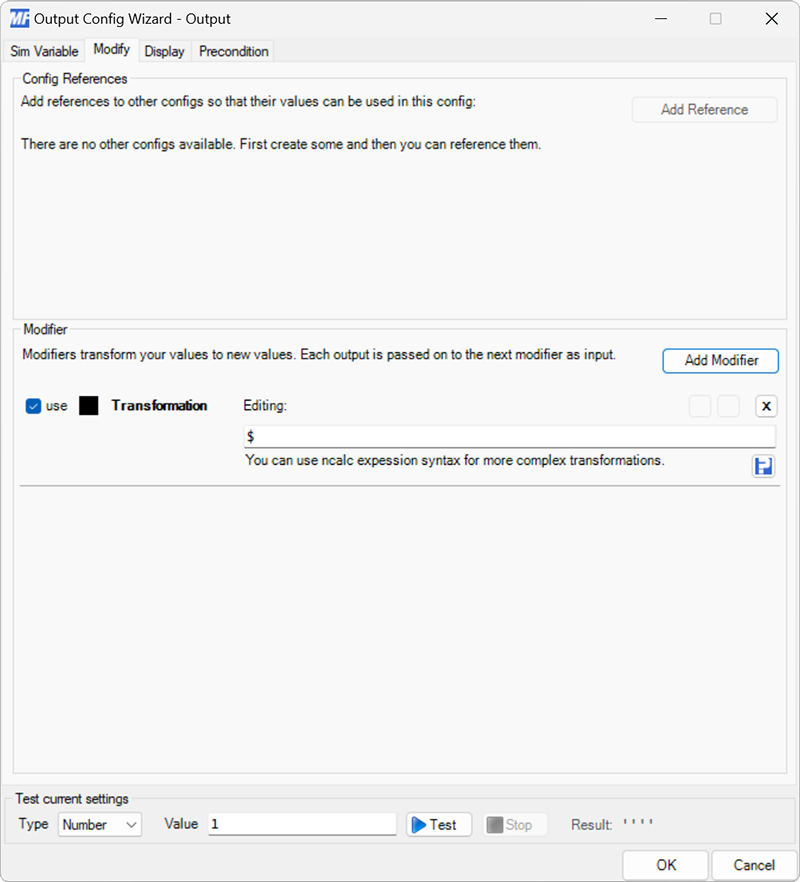 MF Output Config Wizard - Output
Sim Variable Modify Display Precondition
Config References
Add references to other configs so that their values can be used in this config:
Add Reference
There are no other configs available. First create some and then you can reference them.
Modifier
Modifiers transform your values to new values. Each output is passed on to the next modifier as input.
Add Modifier
use Transformation Editing: X
$
You can use ncalc expession syntax for more complex transformations.
Test current settings
Type Number Value 1 Test Stop Result: ' ' ' '
OK Cancel